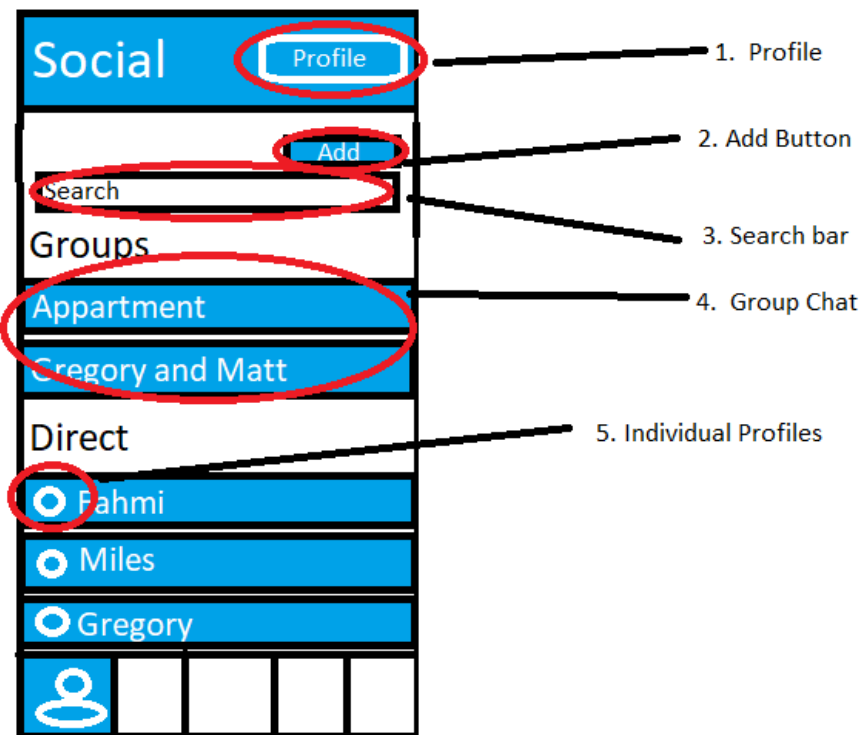 Social
Profile
1. Profile
Add
2. Add Button
Search
3. Search bar
Groups
Appartment
4. Group Chat
Gregory and Matt
Direct
5. Individual Profiles
Fahmi
Miles
Gregory